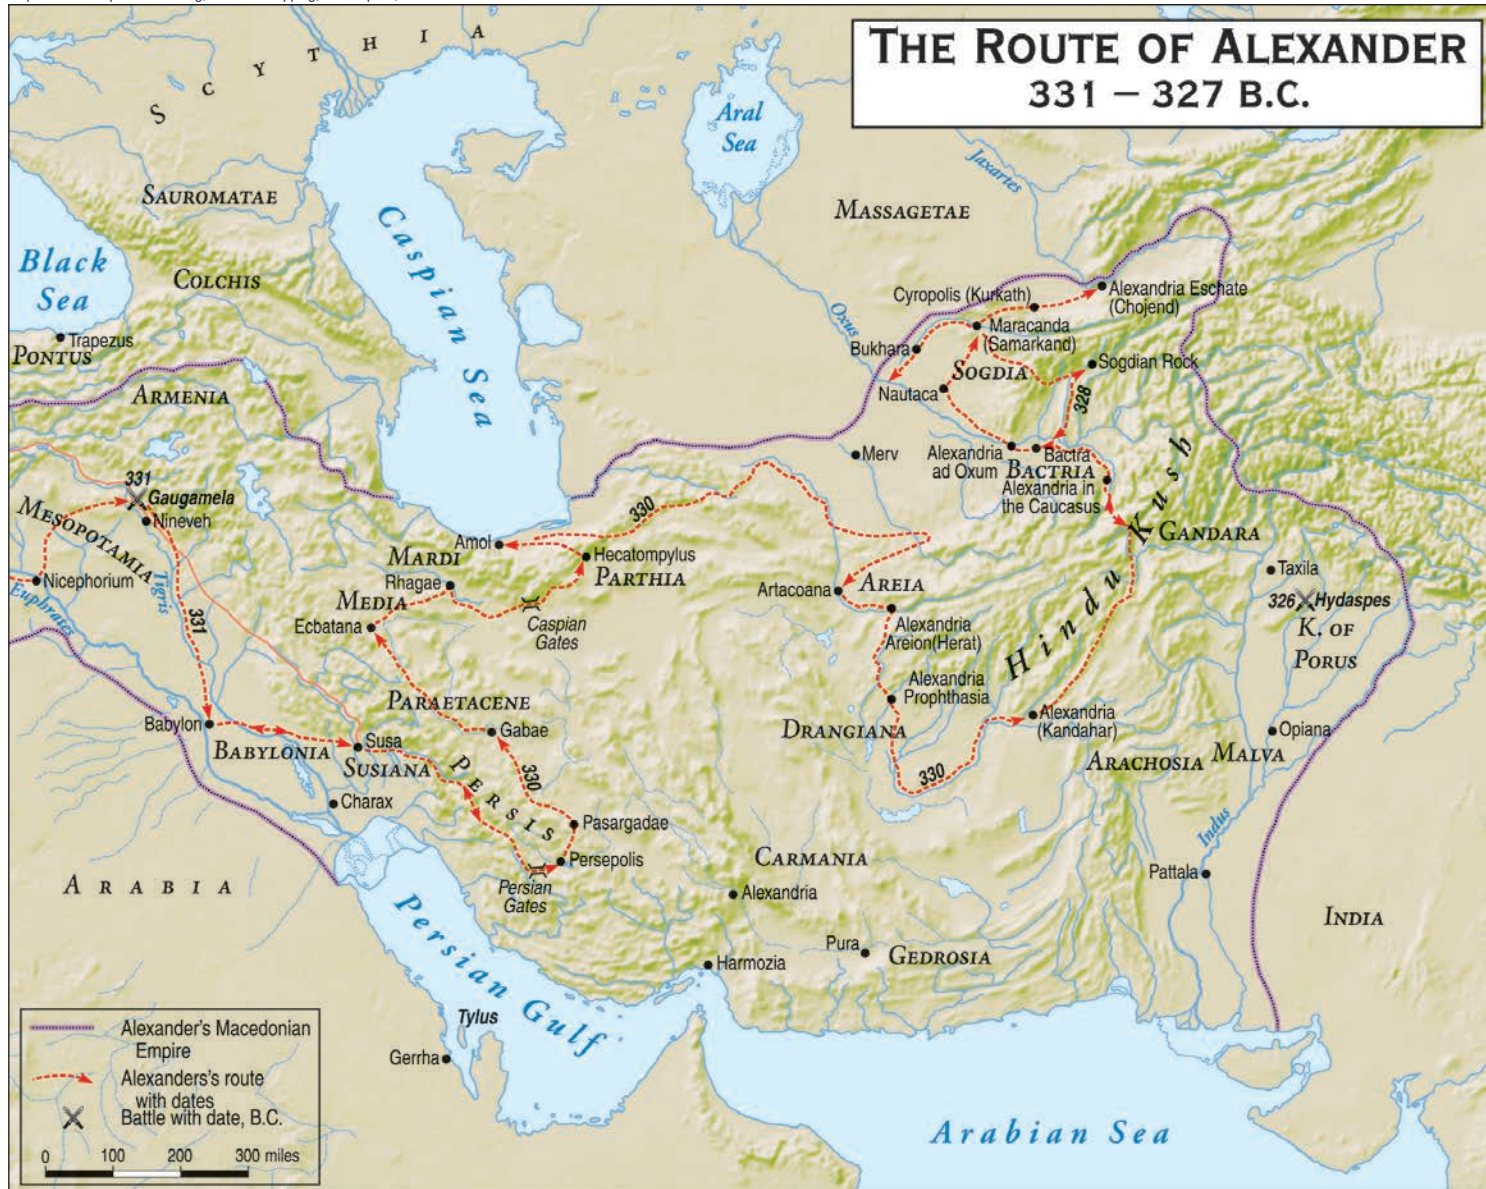 THE ROUTE OF ALEXANDER
331 – 327 B.C.
SCYTHIA
Aral
Sea
Jaxartes
SAUROMATAE
MASSAGETAE
Caspian Sea
Black
Sea
COLCHIS
Cyropolis (Kurkath)
Alexandria Eschate
(Chojend)
Oxus
Maracanda
(Samarkand)
Trapezus
PONTUS
Bukhara
SOGDIA
Sogdian Rock
ARMENIA
Nautaca
328
Merv
Alexandria
ad Oxum
Bactra
BACTRIA
Alexandria in
the Caucasus
331
Gaugamela
Nineveh
MESOPOTAMIA
330
Hindu Kush
GANDARA
Amol
MARDI
Hecatompylus
PARTHIA
Taxila
Nicephorium
Tigris
Rhagae
MEDIA
Artacoana
AREIA
326
Hydaspes
K. OF
PORUS
Euphrates
331
Ecbatana
Caspian
Gates
Alexandria
Areion(Herat)
Alexandria
Prophthasia
PARAETACENE
Babylon
BABYLONIA
Susa
SUSIANA
Gabae
DRANGIANA
Alexandria
(Kandahar)
Opiana
MALVA
ARACHOSIA
330
330
PERSIS
Charax
Pasargadae
Indus
Persepolis
CARMANIA
Pattala
ARABIA
Persian
Gates
Alexandria
INDIA
Pura
GEDROSIA
Harmozia
Persian Gulf
Tylus
Gerrha
Arabian Sea
Alexander's Macedonian
Empire
Alexanders's route
with dates
Battle with date, B.C.
0 100 200 300 miles